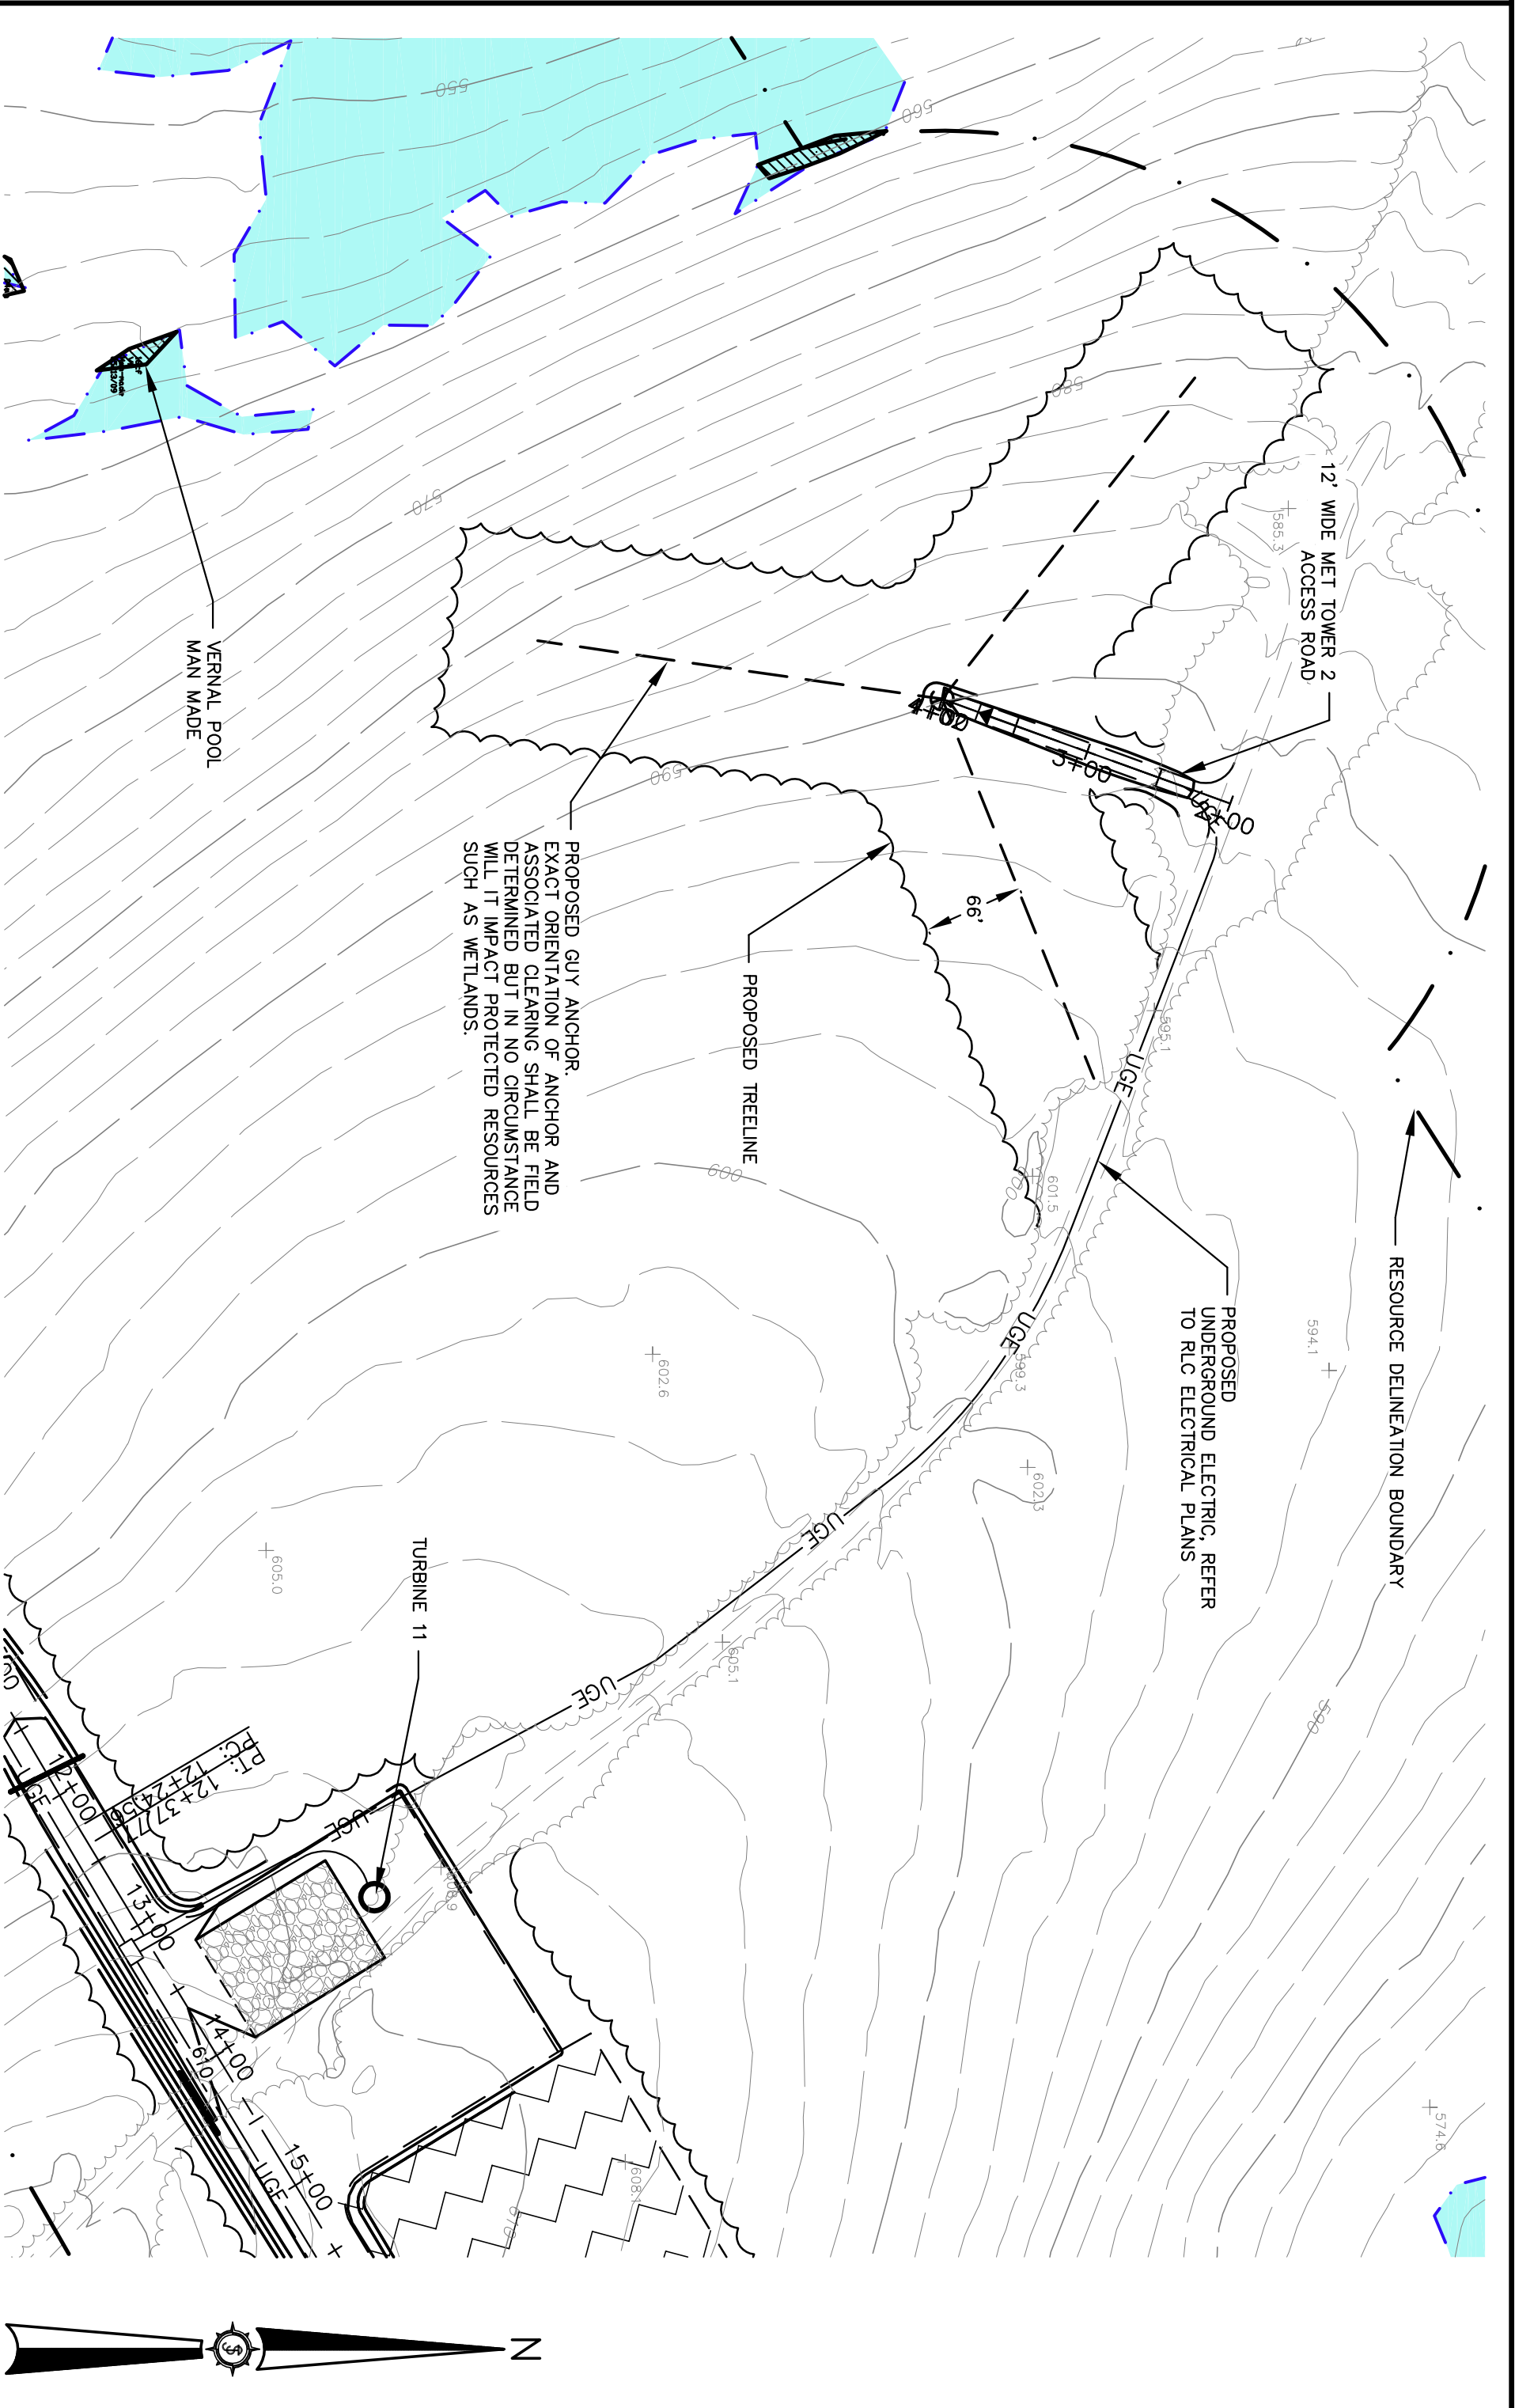 RESOURCE DELINEATION BOUNDARY
12' WIDE MET TOWER 2
ACCESS ROAD
PROPOSED
UNDERGROUND ELECTRIC, REFER
TO RLC ELECTRICAL PLANS
66'
PROPOSED TREELINE
PROPOSED GUY ANCHOR.
EXACT ORIENTATION OF ANCHOR AND
ASSOCIATED CLEARING SHALL BE FIELD
DETERMINED BUT IN NO CIRCUMSTANCE
WILL IT IMPACT PROTECTED RESOURCES
SUCH AS WETLANDS.
VERNAL POOL
MAN MADE
TURBINE 11
3+00
UGE
UGE
UGE
UGE
UGE
UGE
UGE
12+00
13+00
14+00
15+00
PT: 12+37.77
PC: 12+24.56
610
550
560
570
580
590
600
590
610
585.3
595.1
601.5
599.3
602.3
594.1
602.6
605.0
605.1
608.1
574.6
N